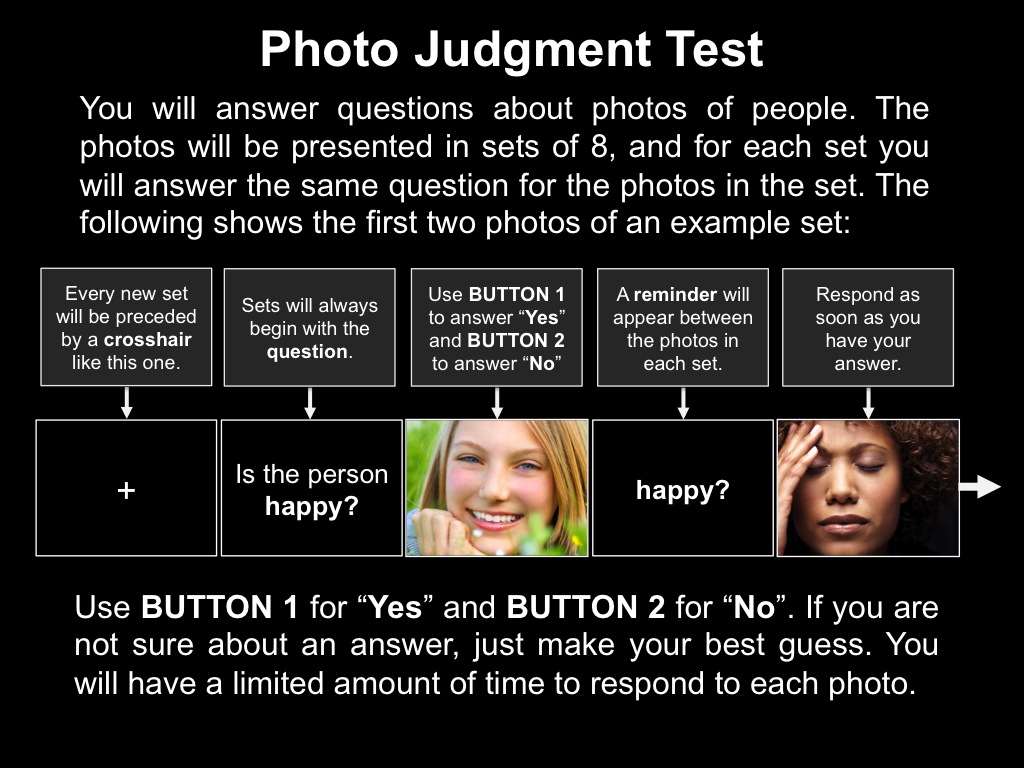 Photo Judgment Test
You will answer questions about photos of people. The
photos will be presented in sets of 8, and for each set you
will answer the same question for the photos in the set. The
following shows the first two photos of an example set:
Every new set
will be preceded
by a crosshair
like this one.
Sets will always
begin with the
question.
Use BUTTON 1
to answer “Yes”
and BUTTON 2
to answer “No”
A reminder will
appear between
the photos in
each set.
Respond as
soon as you
have your
answer.
+
Is the person
happy?
happy?
Use BUTTON 1 for “Yes” and BUTTON 2 for “No”. If you are
not sure about an answer, just make your best guess. You
will have a limited amount of time to respond to each photo.